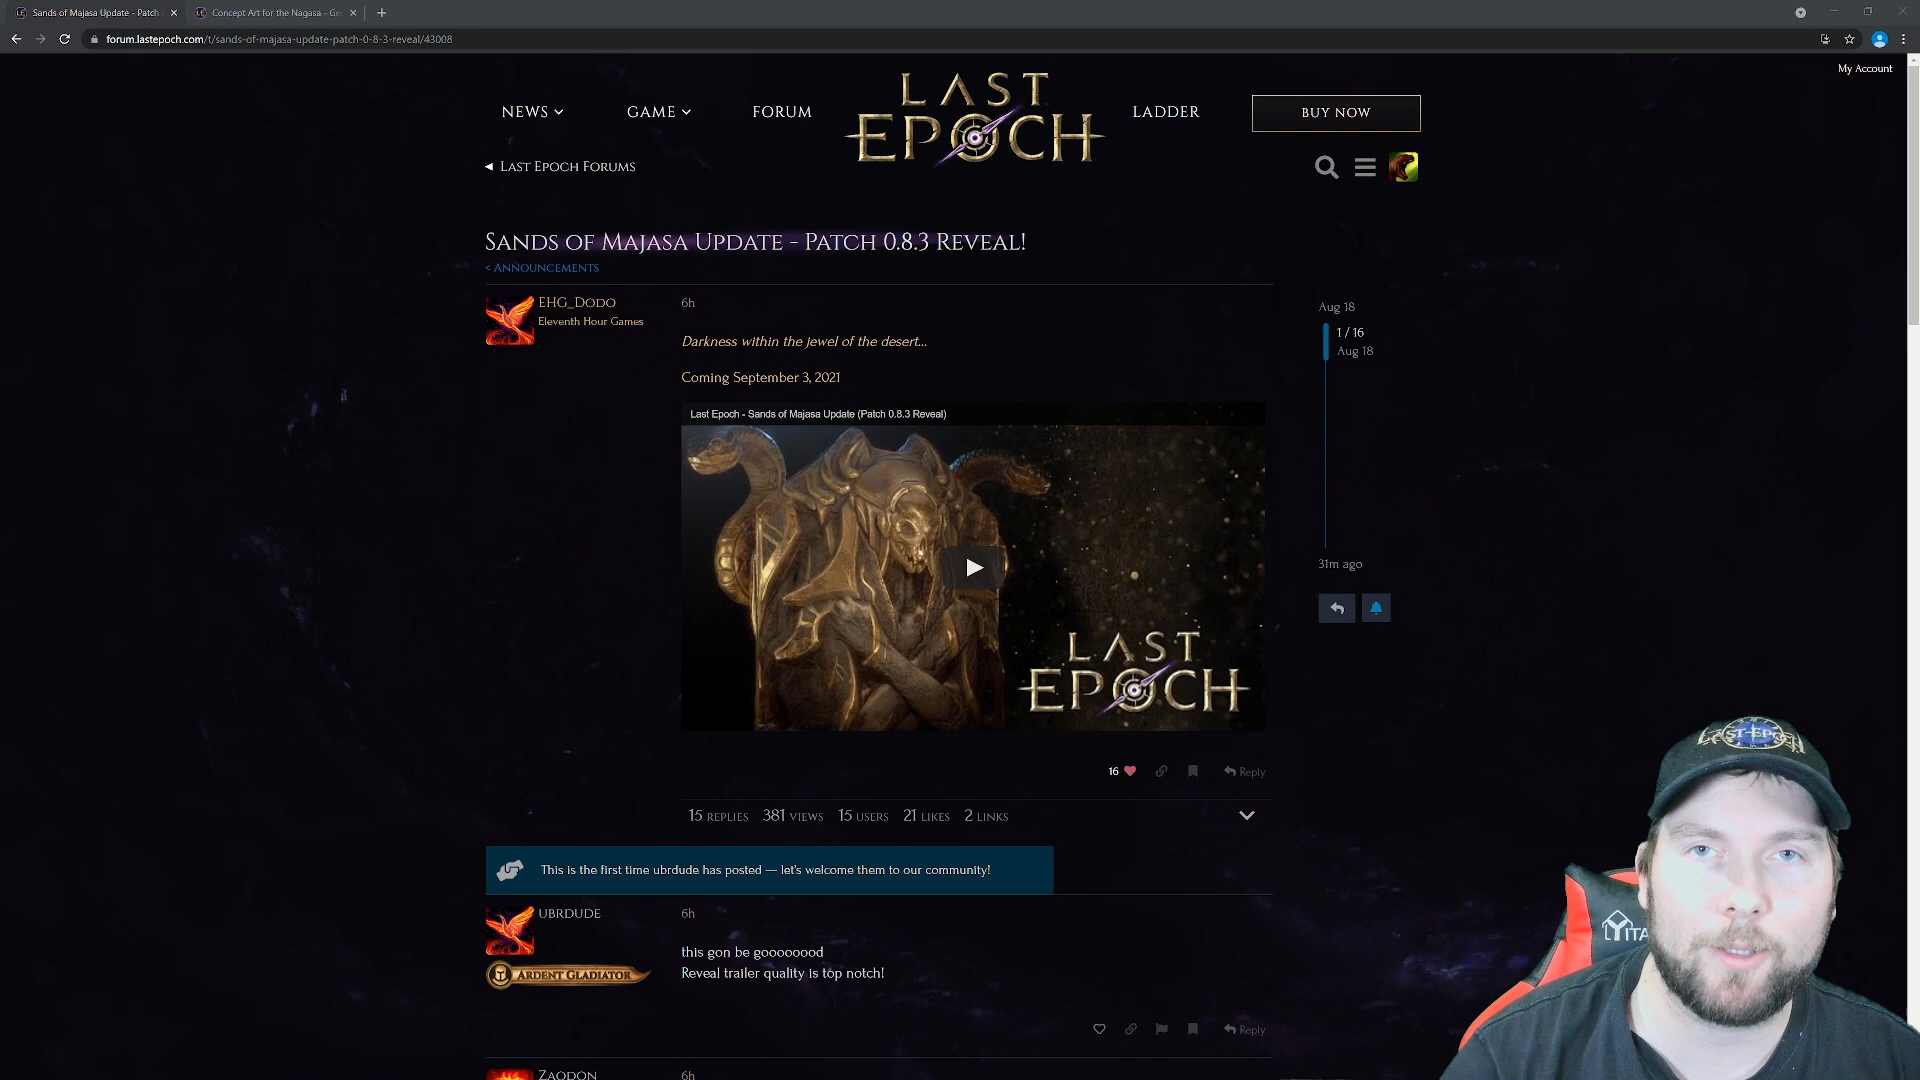 Sands of Majasa Update - Patch
Concept Art for the Nagasa - Ge
forum.lastepoch.com/t/sands-of-majasa-update-patch-0-8-3-reveal/43008
My Account
NEWS
GAME
FORUM
LAST EPOCH
LADDER
BUY NOW
Last Epoch Forums
Sands of Majasa Update - Patch 0.8.3 Reveal!
< Announcements
EHG_Dodo
Eleventh Hour Games
6h
Darkness within the jewel of the desert...
Coming September 3, 2021
Last Epoch - Sands of Majasa Update (Patch 0.8.3 Reveal)
LAST
EPOCH
Aug 18
1 / 16
Aug 18
31m ago
16
Reply
15 replies 381 views 15 users 21 likes 2 links
This is the first time ubrdude has posted — let's welcome them to our community!
ubrdude
6h
Ardent Gladiator
this gon be goooooood
Reveal trailer quality is top notch!
Reply
Zaodon
6h
LAST EPOCH
VITA